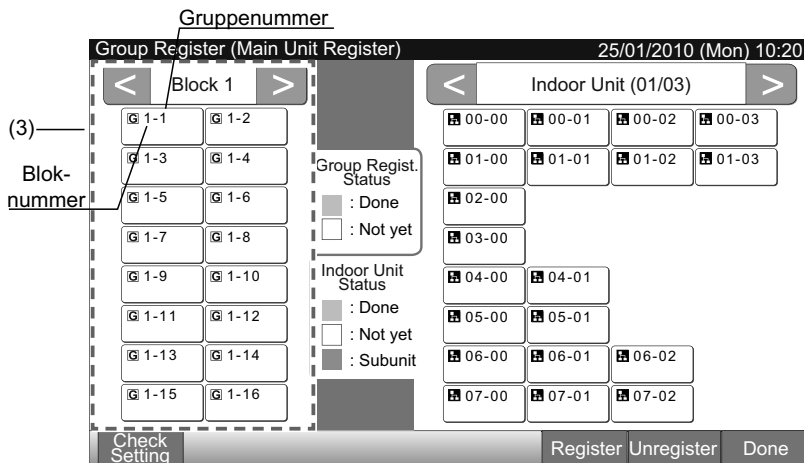 Gruppenummer
Group Register (Main Unit Register) 25/01/2010 (Mon) 10:20
< Block 1 >
< Indoor Unit (01/03) >
(3)
Blok-
nummer
G 1-1 G 1-2
G 1-3 G 1-4
G 1-5 G 1-6
G 1-7 G 1-8
G 1-9 G 1-10
G 1-11 G 1-12
G 1-13 G 1-14
G 1-15 G 1-16
Group Regist.
Status
: Done
: Not yet
Indoor Unit
Status
: Done
: Not yet
: Subunit
00-00 00-01 00-02 00-03
01-00 01-01 01-02 01-03
02-00
03-00
04-00 04-01
05-00 05-01
06-00 06-01 06-02
07-00 07-01 07-02
Check
Setting
Register Unregister Done